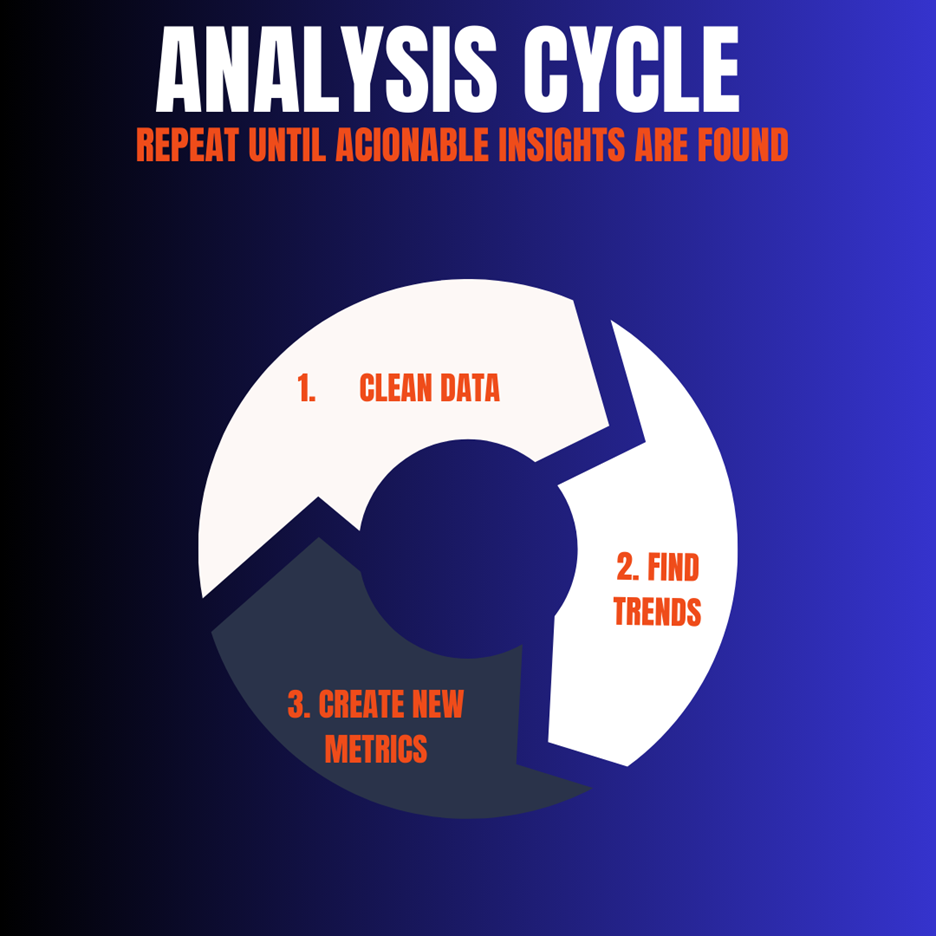 ANALYSIS CYCLE
REPEAT UNTIL ACIONABLE INSIGHTS ARE FOUND
1. CLEAN DATA
2. FIND
TRENDS
3. CREATE NEW
METRICS